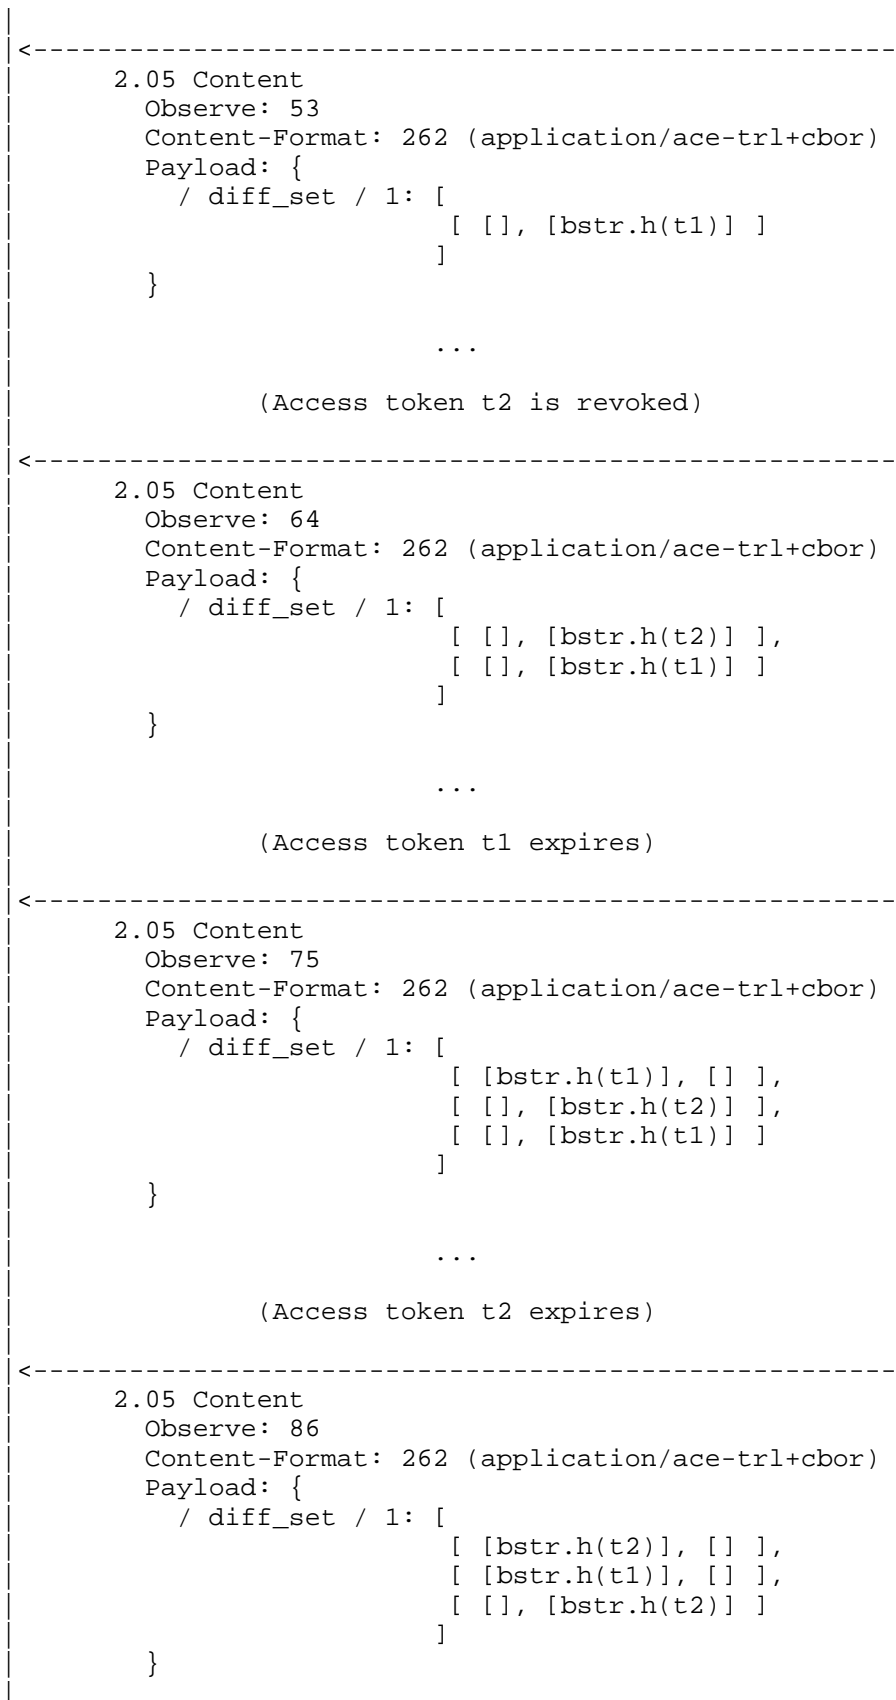 |
|<------------------------------------------------------
|      2.05 Content
|        Observe: 53
|        Content-Format: 262 (application/ace-trl+cbor)
|        Payload: {
|          / diff_set / 1: [
|                           [ [], [bstr.h(t1)] ]
|                          ]
|        }
|
|                          ...
|
|               (Access token t2 is revoked)
|
|<------------------------------------------------------
|      2.05 Content
|        Observe: 64
|        Content-Format: 262 (application/ace-trl+cbor)
|        Payload: {
|          / diff_set / 1: [
|                           [ [], [bstr.h(t2)] ],
|                           [ [], [bstr.h(t1)] ]
|                          ]
|        }
|
|                          ...
|
|               (Access token t1 expires)
|
|<------------------------------------------------------
|      2.05 Content
|        Observe: 75
|        Content-Format: 262 (application/ace-trl+cbor)
|        Payload: {
|          / diff_set / 1: [
|                           [ [bstr.h(t1)], [] ],
|                           [ [], [bstr.h(t2)] ],
|                           [ [], [bstr.h(t1)] ]
|                          ]
|        }
|
|                          ...
|
|               (Access token t2 expires)
|
|<------------------------------------------------------
|      2.05 Content
|        Observe: 86
|        Content-Format: 262 (application/ace-trl+cbor)
|        Payload: {
|          / diff_set / 1: [
|                           [ [bstr.h(t2)], [] ],
|                           [ [bstr.h(t1)], [] ],
|                           [ [], [bstr.h(t2)] ]
|                          ]
|        }
|